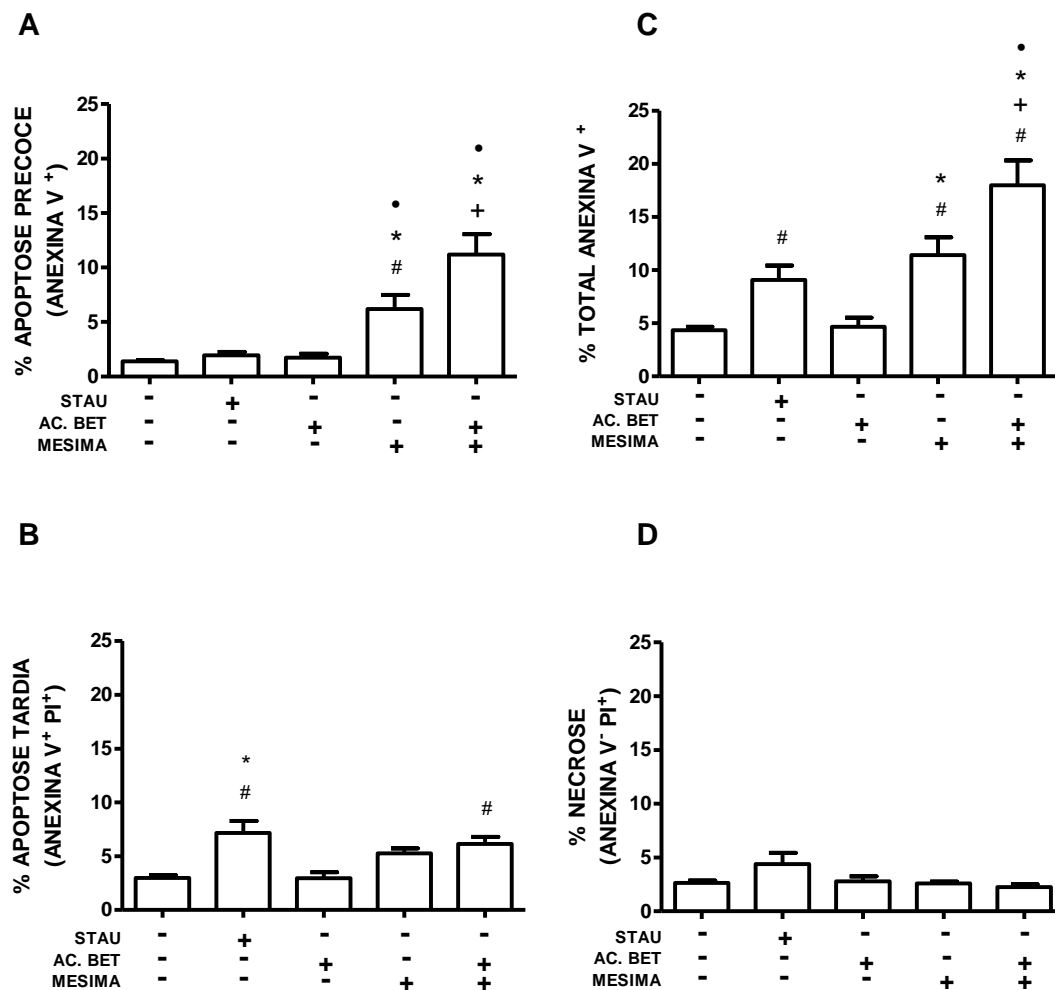 A
% APOPTOSE PRECOCE
(ANEXINA V +)
25
20
15
10
5
0
•
*
#
•
*
+
STAU - + - - -
AC. BET - - + - +
MESIMA - - - + +
C
% TOTAL ANEXINA V +
25
20
15
10
5
0
#
*
#
•
*
+
#
STAU - + - - -
AC. BET - - + - +
MESIMA - - - + +
B
% APOPTOSE TARDIA
(ANEXINA V+ PI+)
25
20
15
10
5
0
*
#
#
STAU - + - - -
AC. BET - - + - +
MESIMA - - - + +
D
% NECROSE
(ANEXINA V- PI+)
25
20
15
10
5
0
STAU - + - - -
AC. BET - - + - +
MESIMA - - - + +